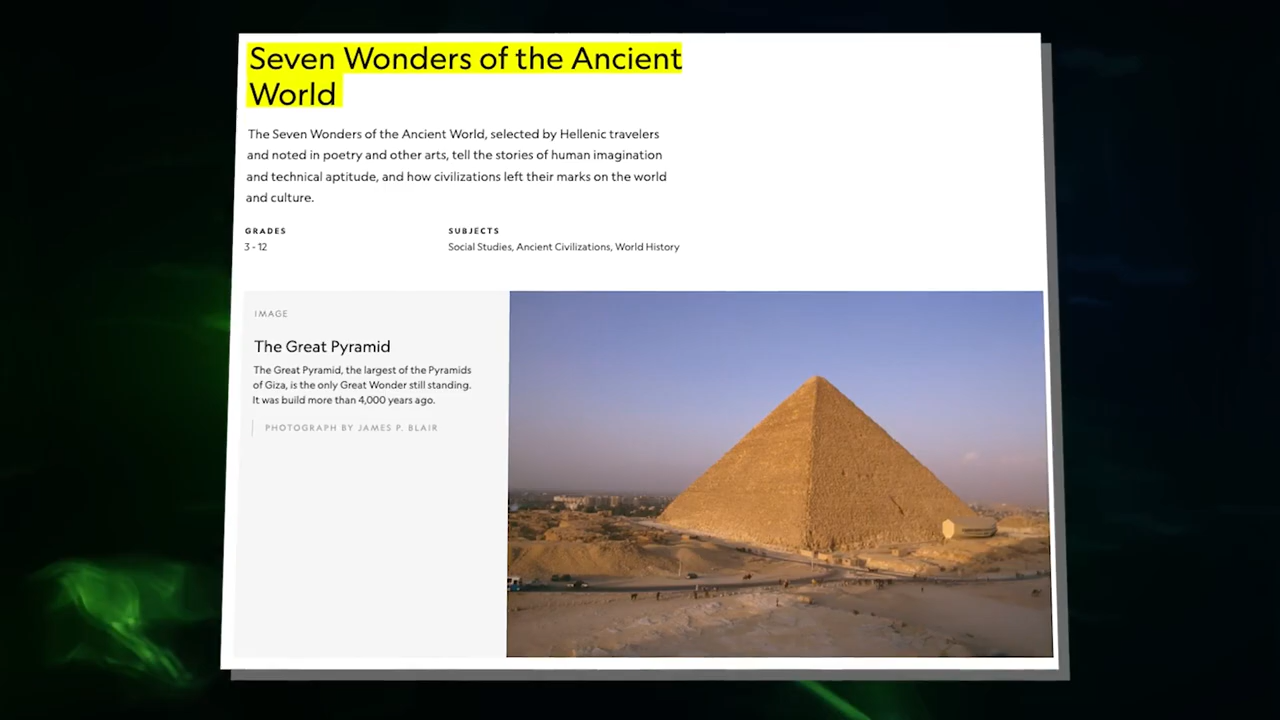 Seven Wonders of the Ancient
World
The Seven Wonders of the Ancient World, selected by Hellenic travelers
and noted in poetry and other arts, tell the stories of human imagination
and technical aptitude, and how civilizations left their marks on the world
and culture.
GRADES
3 - 12
SUBJECTS
Social Studies, Ancient Civilizations, World History
IMAGE
The Great Pyramid
The Great Pyramid, the largest of the Pyramids
of Giza, is the only Great Wonder still standing.
It was build more than 4,000 years ago.
PHOTOGRAPH BY JAMES P. BLAIR